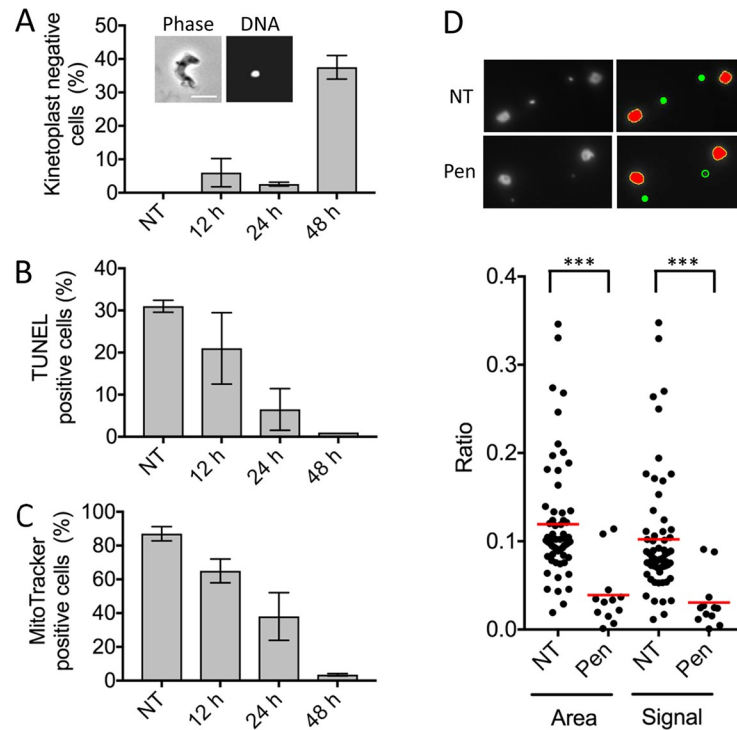 A
Kinetoplast negative
cells (%)
50
40
30
20
10
0
Phase
DNA
NT
12 h
24 h
48 h
B
TUNEL
positive cells (%)
40
30
20
10
0
NT
12 h
24 h
48 h
C
MitoTracker
positive cells (%)
100
80
60
40
20
0
NT
12 h
24 h
48 h
D
NT
Pen
***
***
Ratio
0.4
0.3
0.2
0.1
0.0
NT
Pen
NT
Pen
Area
Signal